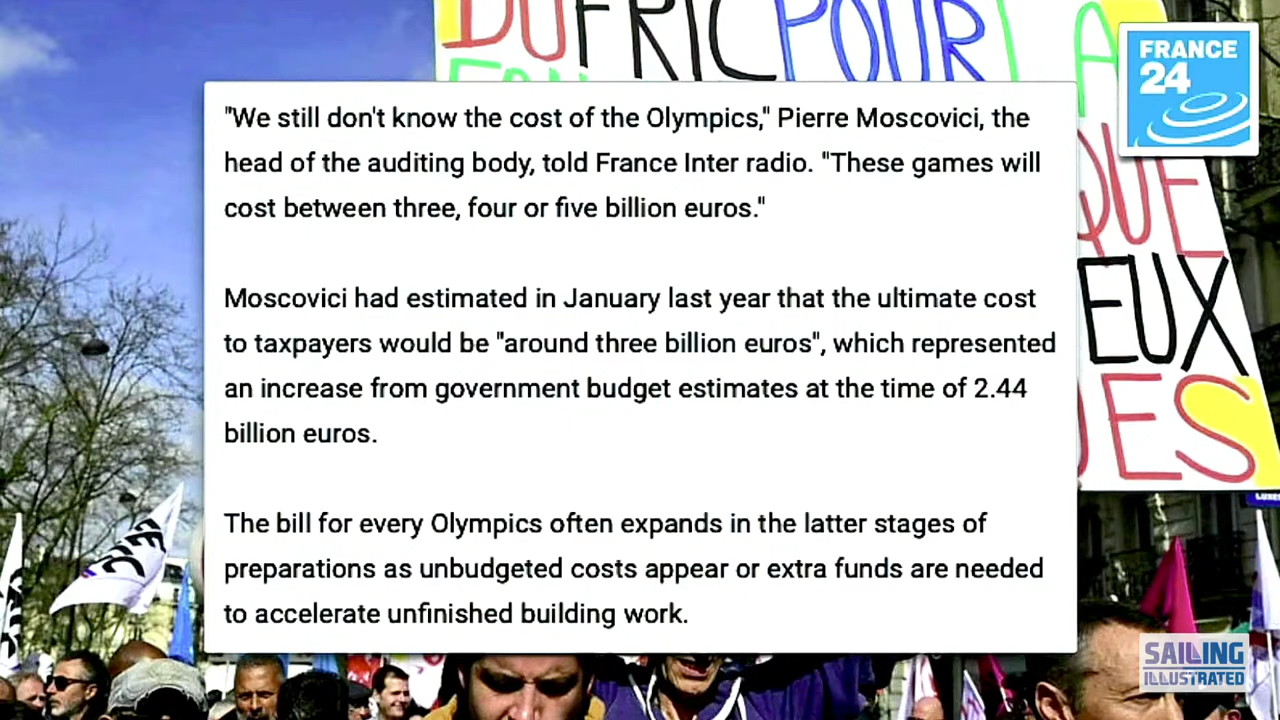 DU FRIC POUR
FRANCE
24
"We still don't know the cost of the Olympics," Pierre Moscovici, the
head of the auditing body, told France Inter radio. "These games will
cost between three, four or five billion euros."
Moscovici had estimated in January last year that the ultimate cost
to taxpayers would be "around three billion euros", which represented
an increase from government budget estimates at the time of 2.44
billion euros.
The bill for every Olympics often expands in the latter stages of
preparations as unbudgeted costs appear or extra funds are needed
to accelerate unfinished building work.
SAILING
ILLUSTRATED